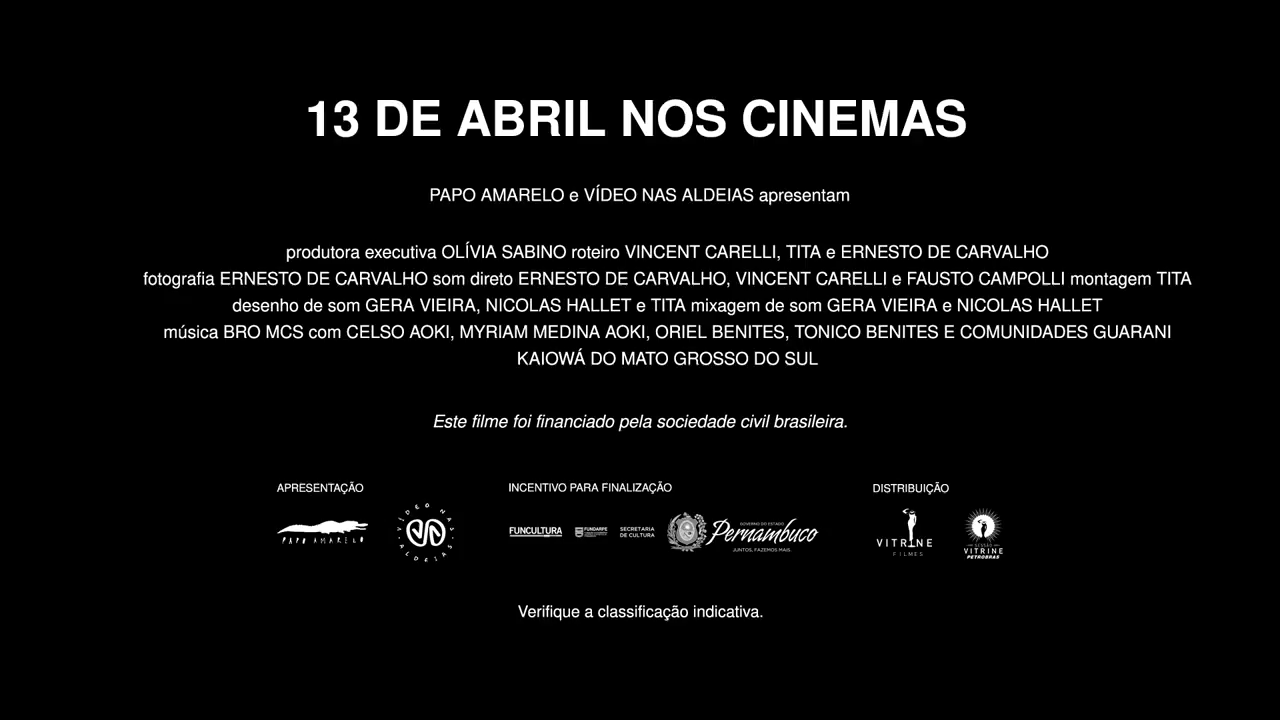 13 DE ABRIL NOS CINEMAS
PAPO AMARELO e VÍDEO NAS ALDEIAS apresentam
produtora executiva OLÍVIA SABINO roteiro VINCENT CARELLI, TITA e ERNESTO DE CARVALHO
fotografia ERNESTO DE CARVALHO som direto ERNESTO DE CARVALHO, VINCENT CARELLI e FAUSTO CAMPOLLI montagem TITA
desenho de som GERA VIEIRA, NICOLAS HALLET e TITA mixagem de som GERA VIEIRA e NICOLAS HALLET
música BRO MCS com CELSO AOKI, MYRIAM MEDINA AOKI, ORIEL BENITES, TONICO BENITES E COMUNIDADES GUARANI
KAIOWÁ DO MATO GROSSO DO SUL
Este filme foi financiado pela sociedade civil brasileira.
APRESENTAÇÃO
PAPO AMARELO
VÍDEO NAS ALDEIAS
INCENTIVO PARA FINALIZAÇÃO
FUNCULTURA
FUNDARPE
SECRETARIA
DE CULTURA
GOVERNO DO ESTADO
Pernambuco
JUNTOS, FAZEMOS MAIS.
DISTRIBUIÇÃO
VITRINE
FILMES
SESSÃO
VITRINE
PETROBRAS
Verifique a classificação indicativa.